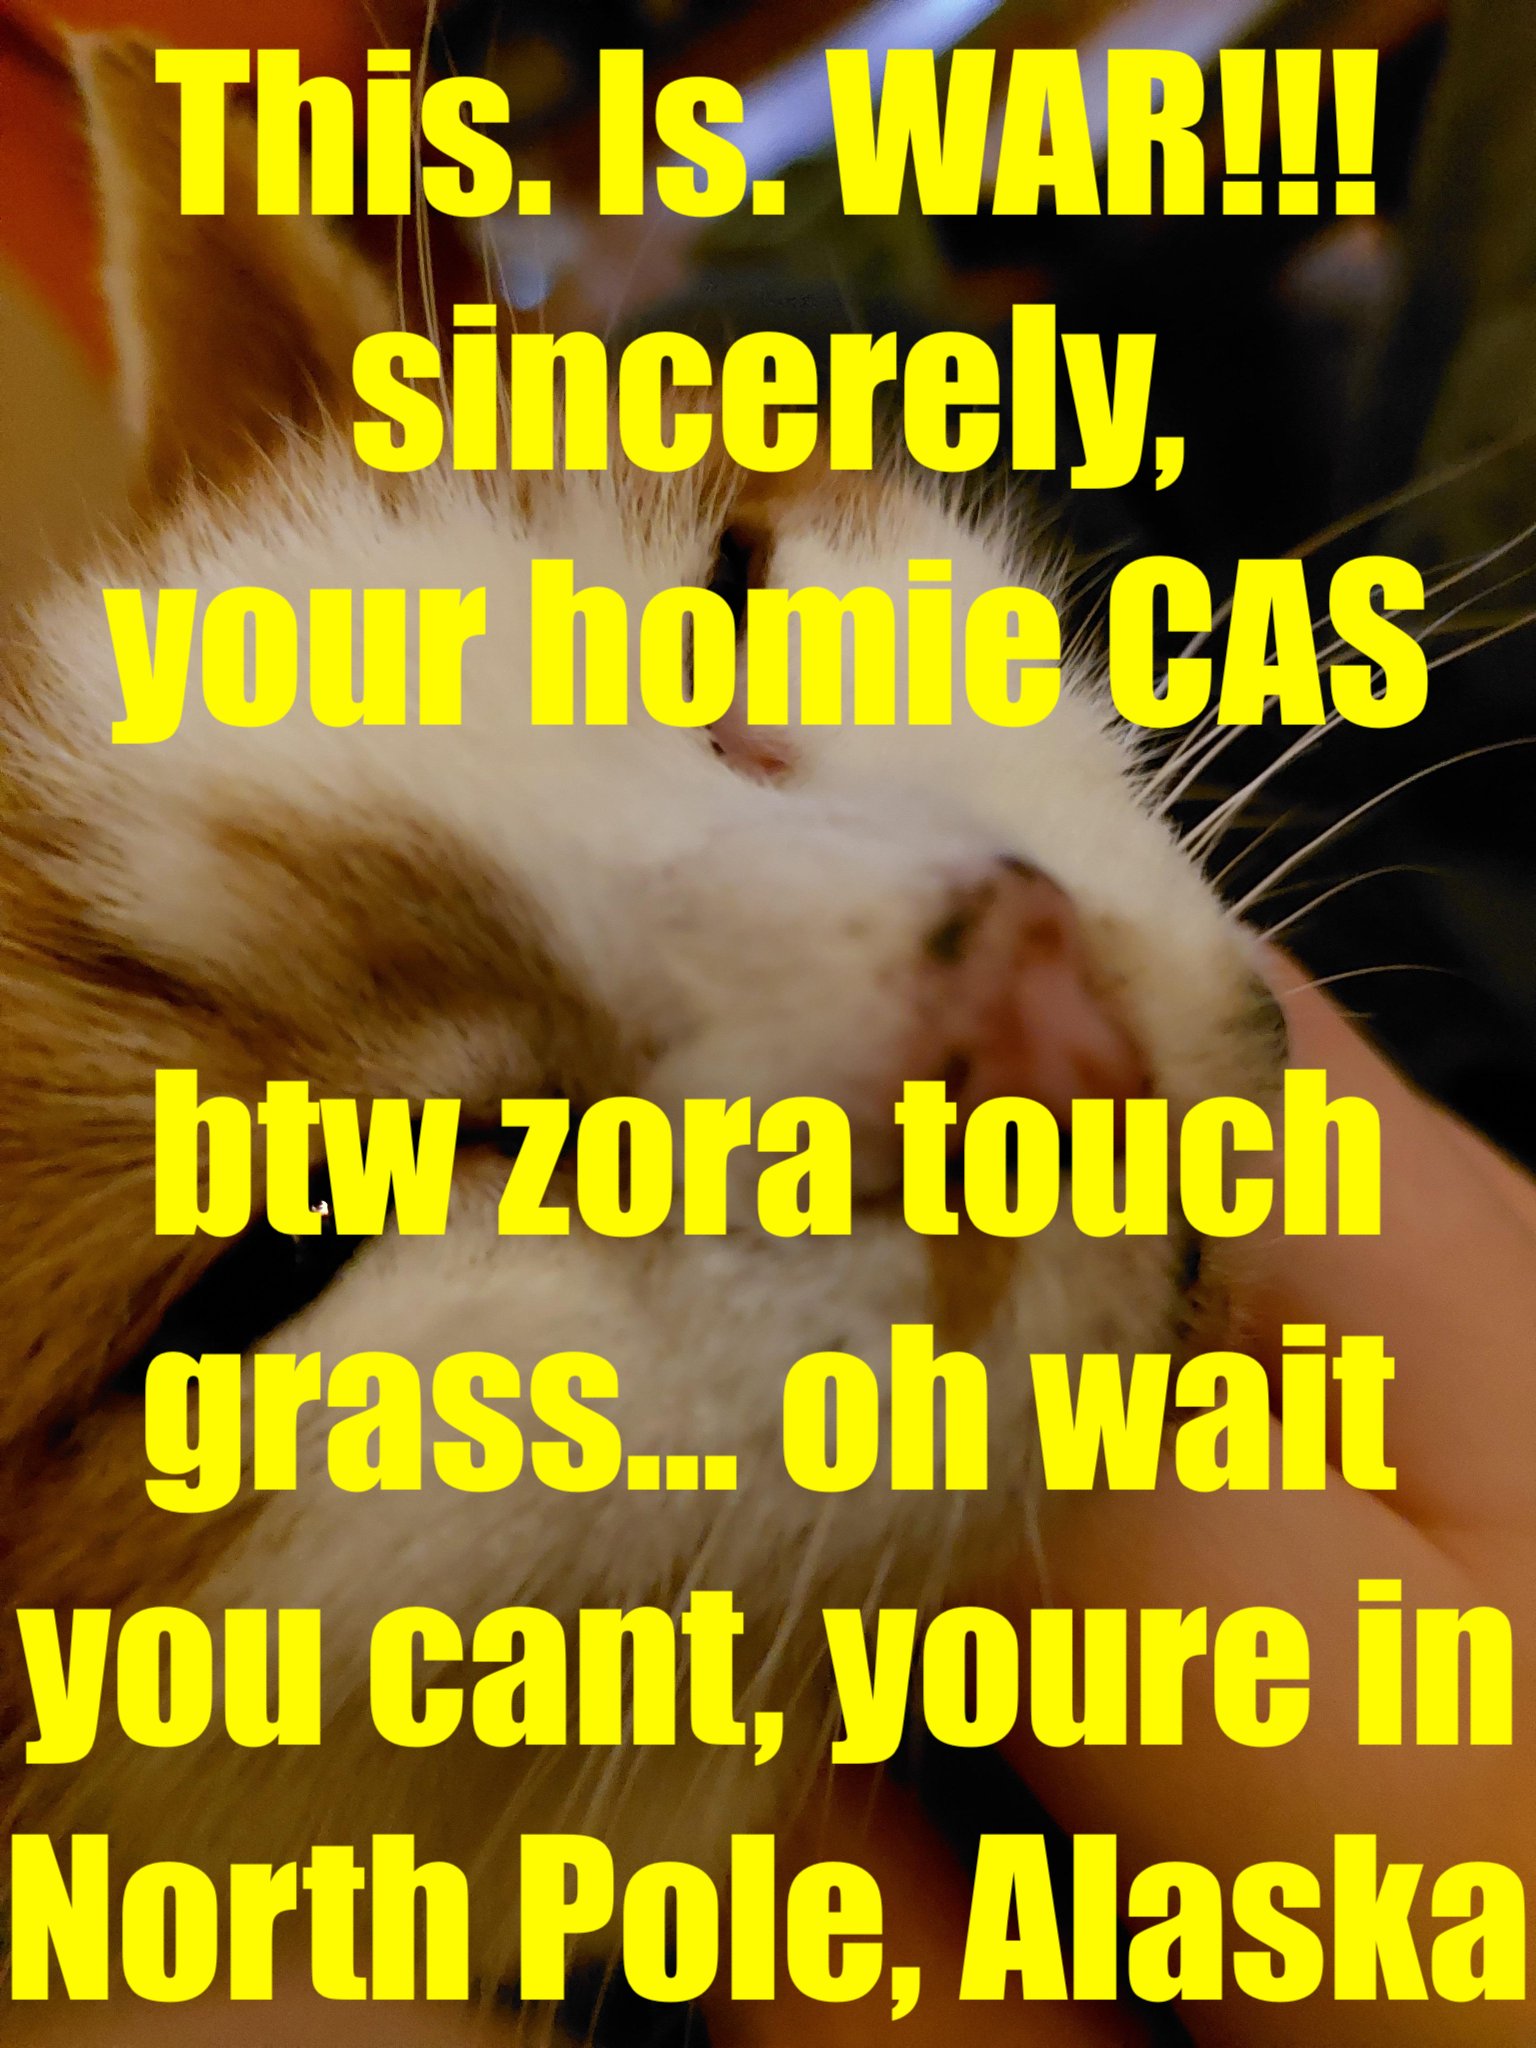 This. Is. WAR!!!
sincerely,
your homie CAS
btw zora touch
grass... oh wait
you cant, youre in
North Pole, Alaska